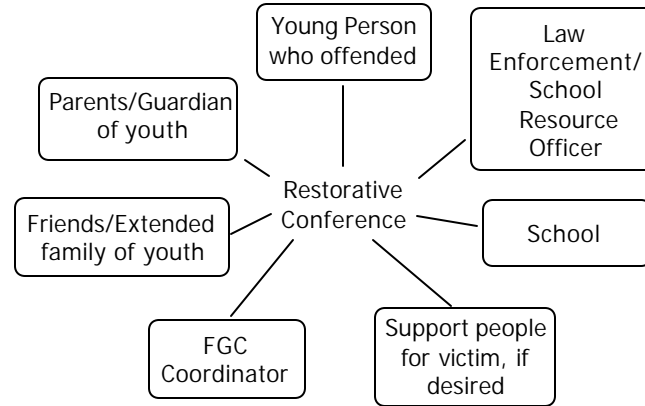 Young Person
who offended
Law
Enforcement/
School
Resource
Officer
Parents/Guardian
of youth
Restorative
Conference
Friends/Extended
family of youth
School
FGC
Coordinator
Support people
for victim, if
desired